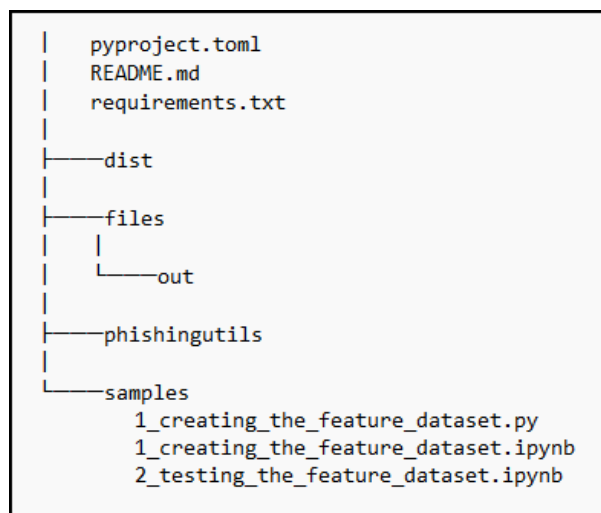 pyproject.toml
README.md
requirements.txt
dist
files
out
phishingutils
samples
1_creating_the_feature_dataset.py
1_creating_the_feature_dataset.ipynb
2_testing_the_feature_dataset.ipynb